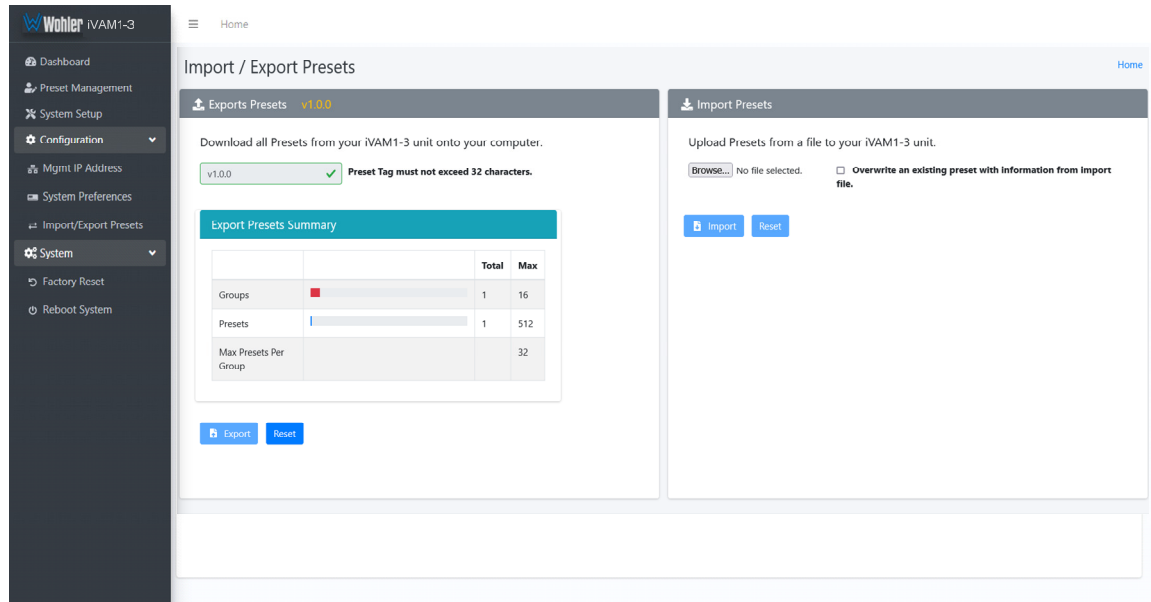 Wohler iVAM1-3
Home
Dashboard
Preset Management
System Setup
Configuration
Mgmt IP Address
System Preferences
Import/Export Presets
System
Factory Reset
Reboot System
Import / Export Presets
Home
Exports Presets v1.0.0
Download all Presets from your iVAM1-3 unit onto your computer.
v1.0.0
Preset Tag must not exceed 32 characters.
Export Presets Summary
Total Max
Groups 1 16
Presets 1 512
Max Presets Per
Group
32
Export Reset
Import Presets
Upload Presets from a file to your iVAM1-3 unit.
Browse... No file selected.
Overwrite an existing preset with information from import
file.
Import Reset